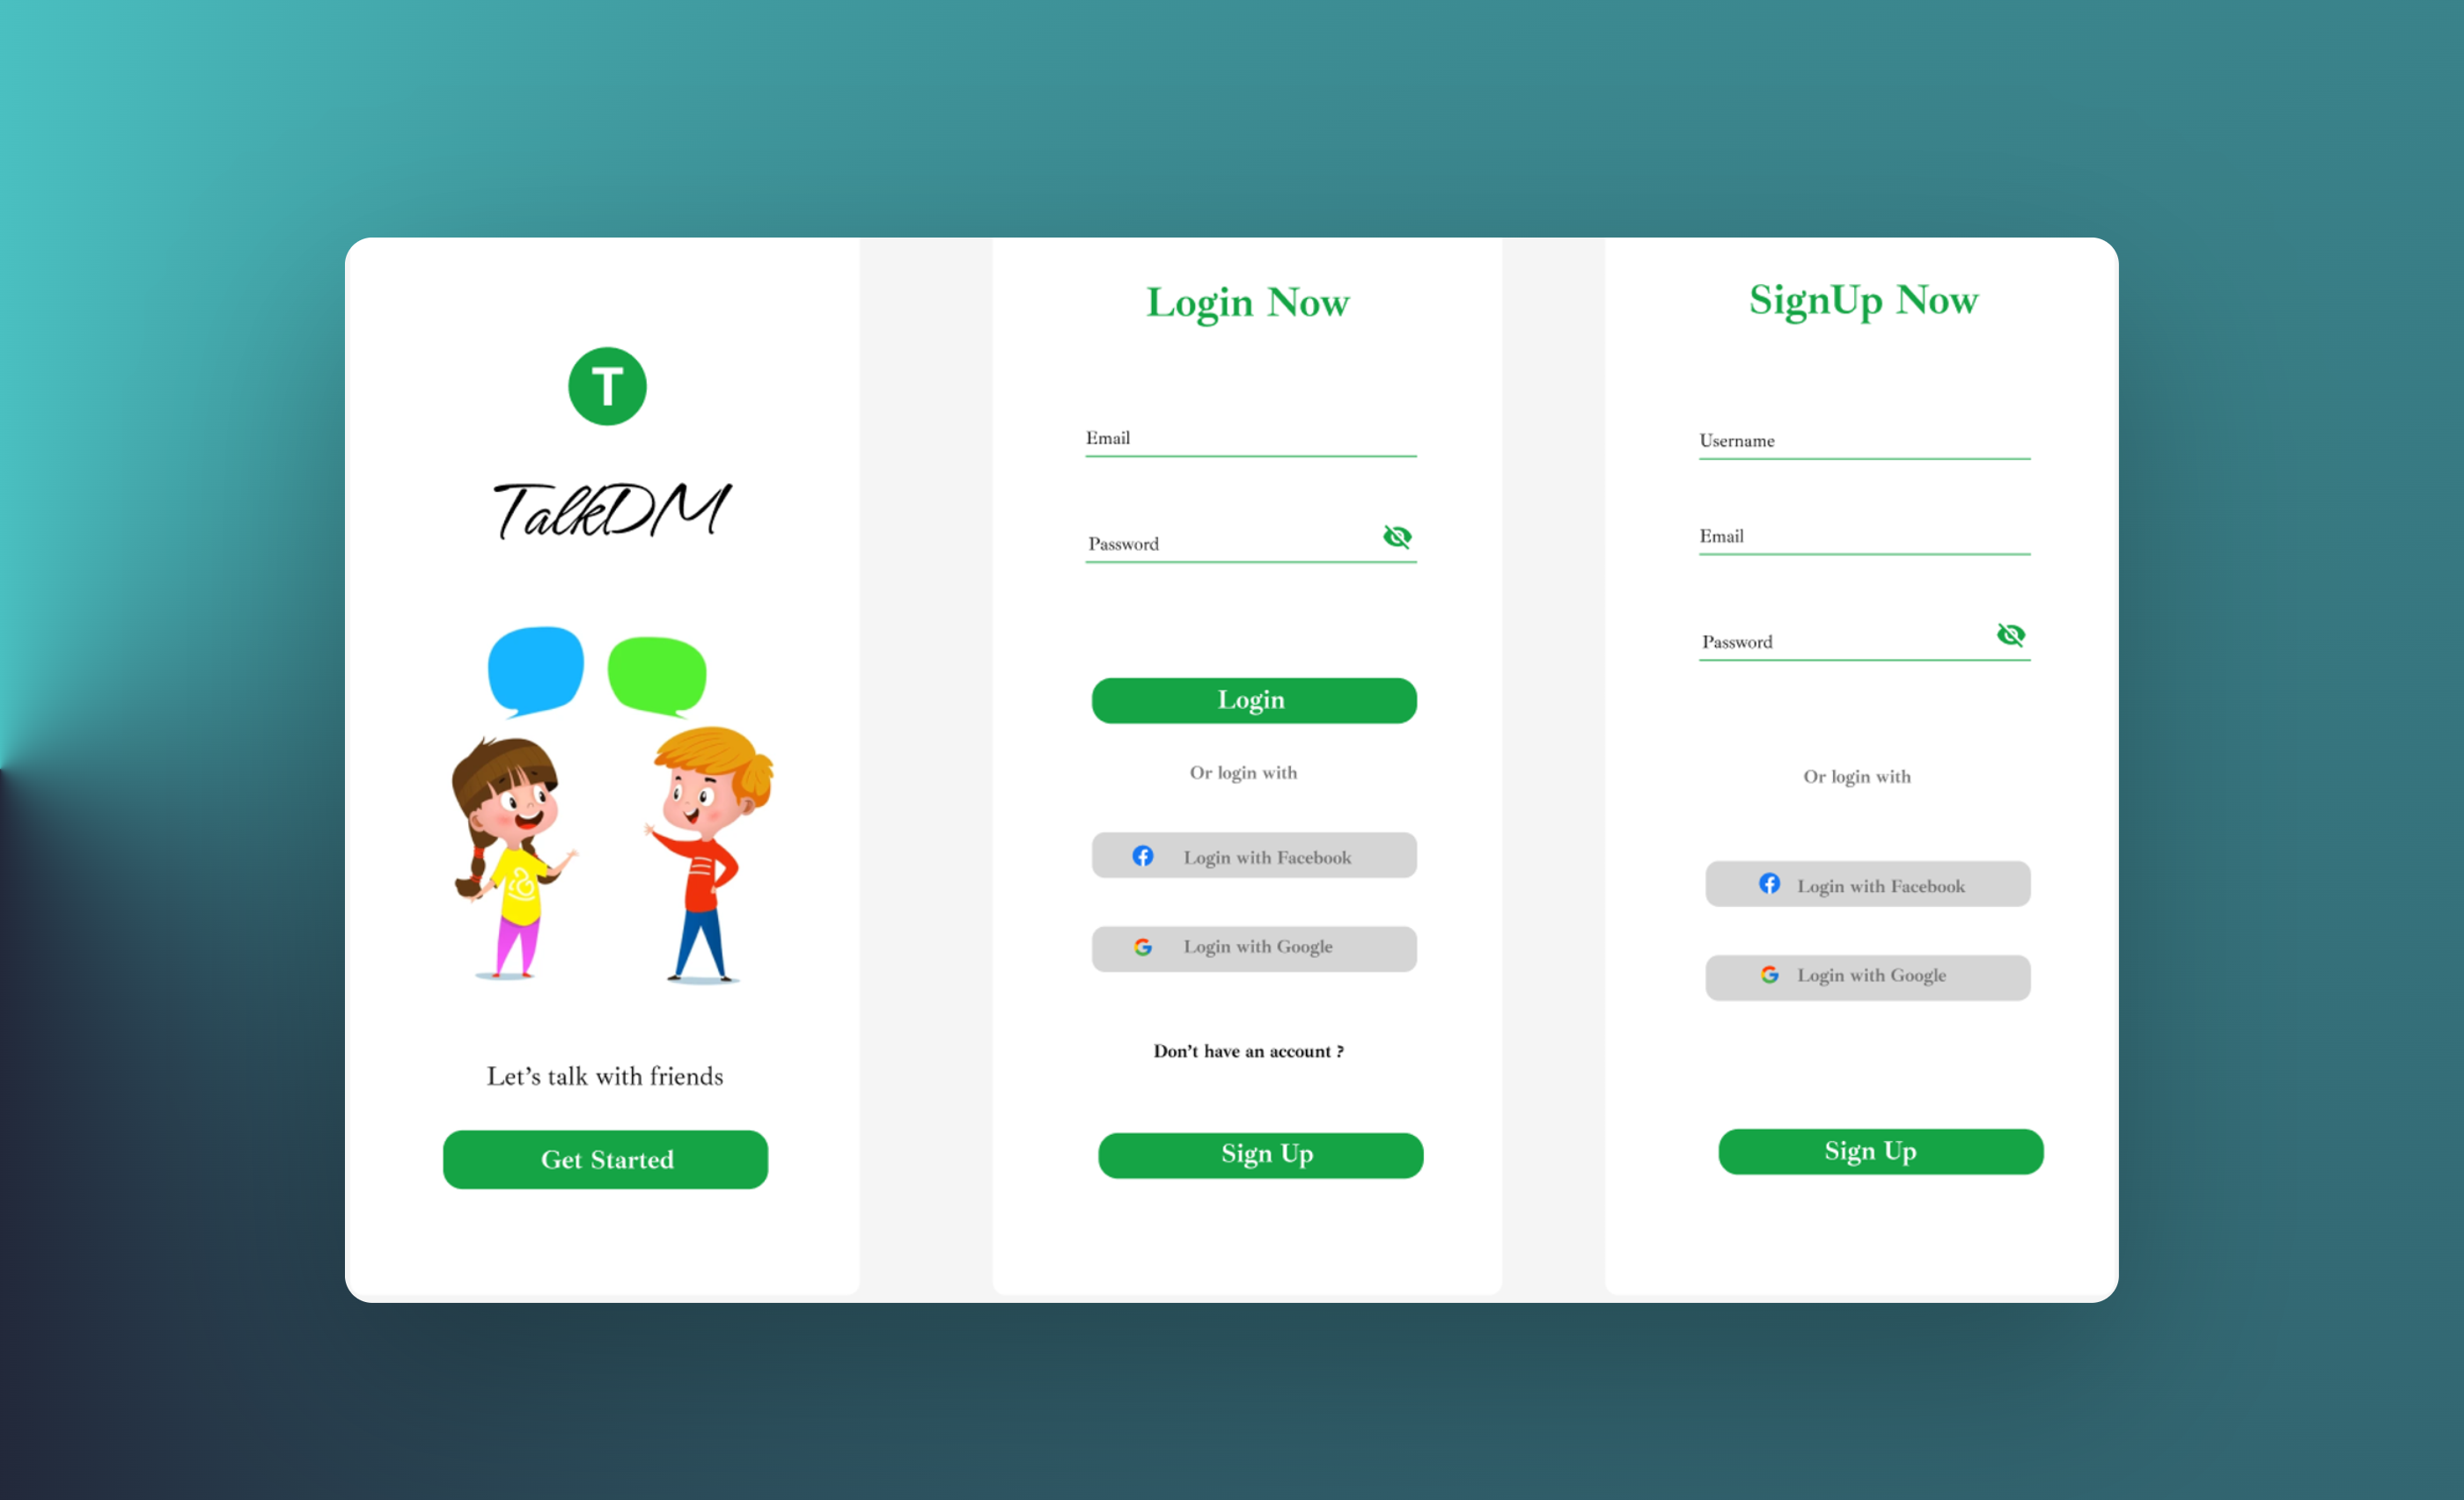 T
TalkDM
Let's talk with friends
Get Started
Login Now
Email
Password
Login
Or login with
Login with Facebook
Login with Google
Don't have an account ?
Sign Up
SignUp Now
Username
Email
Password
Or login with
Login with Facebook
Login with Google
Sign Up